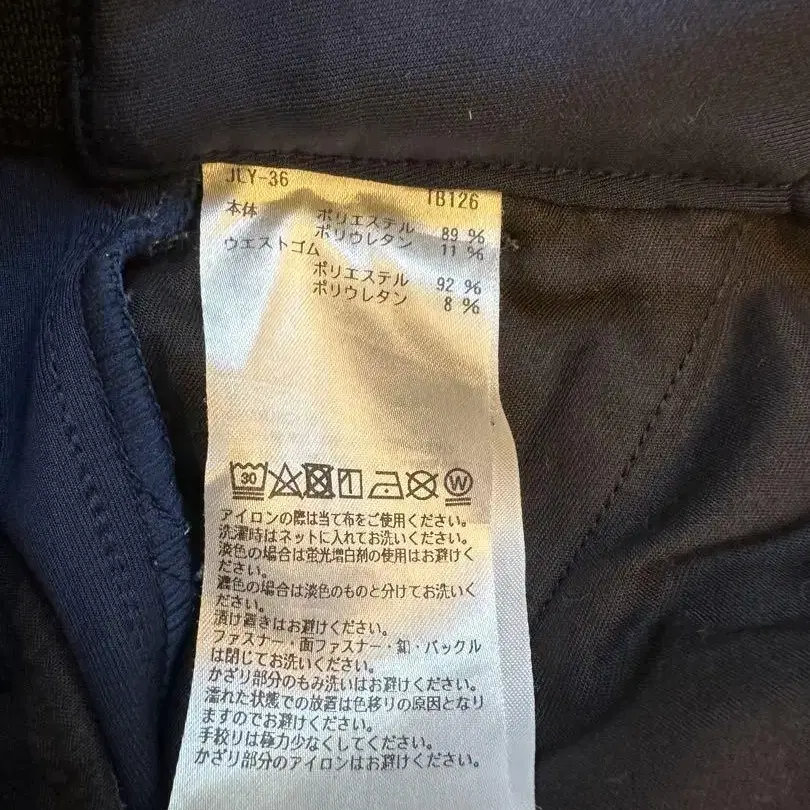 JLY-36
TB126
本体 ポリエステル 89 %
ポリウレタン 11 %
ウエストゴム
ポリエステル 92 %
ポリウレタン 8 %
30 W
アイロンの際は当て布をご使用ください。
洗濯時はネットに入れてお洗いください。
淡色の場合は蛍光増白剤の使用はお避けく
ださい。
濃色の場合は淡色のものと分けてお洗いく
ださい。
漬け置きはお避けください。
ファスナー・面ファスナー・釦・バックル
は閉じてお洗いください。
かざり部分のもみ洗いはお避けください。
濡れた状態での放置は色移りの原因となり
ますのでお避けください。
手絞りは極力少なくしてください。
かざり部分のアイロンはお避けください。